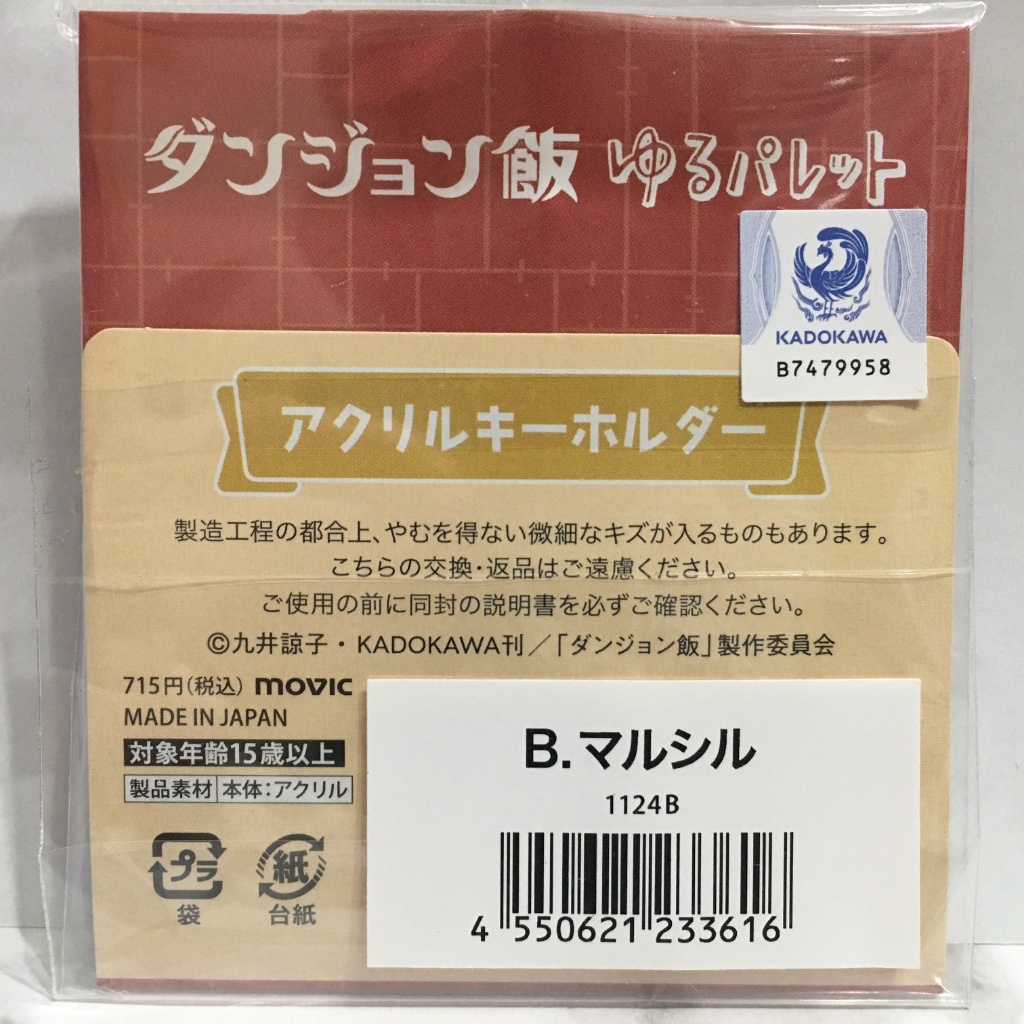 ダンジョン飯 ゆるパレット
KADOKAWA
B7479958
アクリルキーホルダー
製造工程の都合上、やむを得ない微細なキズが入るものもあります。
こちらの交換・返品はご遠慮ください。
ご使用の前に同封の説明書を必ずご確認ください。
©九井諒子・KADOKAWA刊／「ダンジョン飯」製作委員会
715円(税込) movic
MADE IN JAPAN
対象年齢15歳以上
製品素材 本体:アクリル
プラ 紙
袋 台紙
B.マルシル
1124B
4 550621 233616